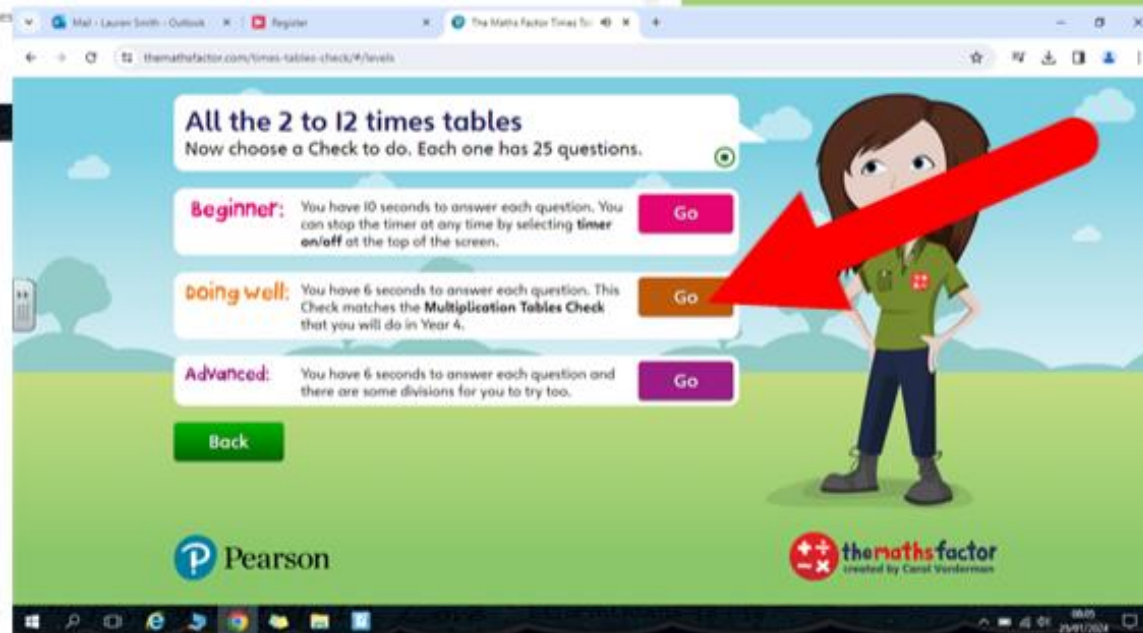 Mail - Lauren Smith - Outlook
Register
The Maths Factor Times Ta
themathsfactor.com/times-tables-check/#/levels
All the 2 to 12 times tables
Now choose a Check to do. Each one has 25 questions.
Beginner:
You have 10 seconds to answer each question. You
can stop the timer at any time by selecting timer
on/off at the top of the screen.
Go
Doing well:
You have 6 seconds to answer each question. This
Check matches the Multiplication Tables Check
that you will do in Year 4.
Go
Advanced:
You have 6 seconds to answer each question and
there are some divisions for you to try too.
Go
Back
P Pearson
themathsfactor
created by Carol Vorderman
08:05
25/01/2024